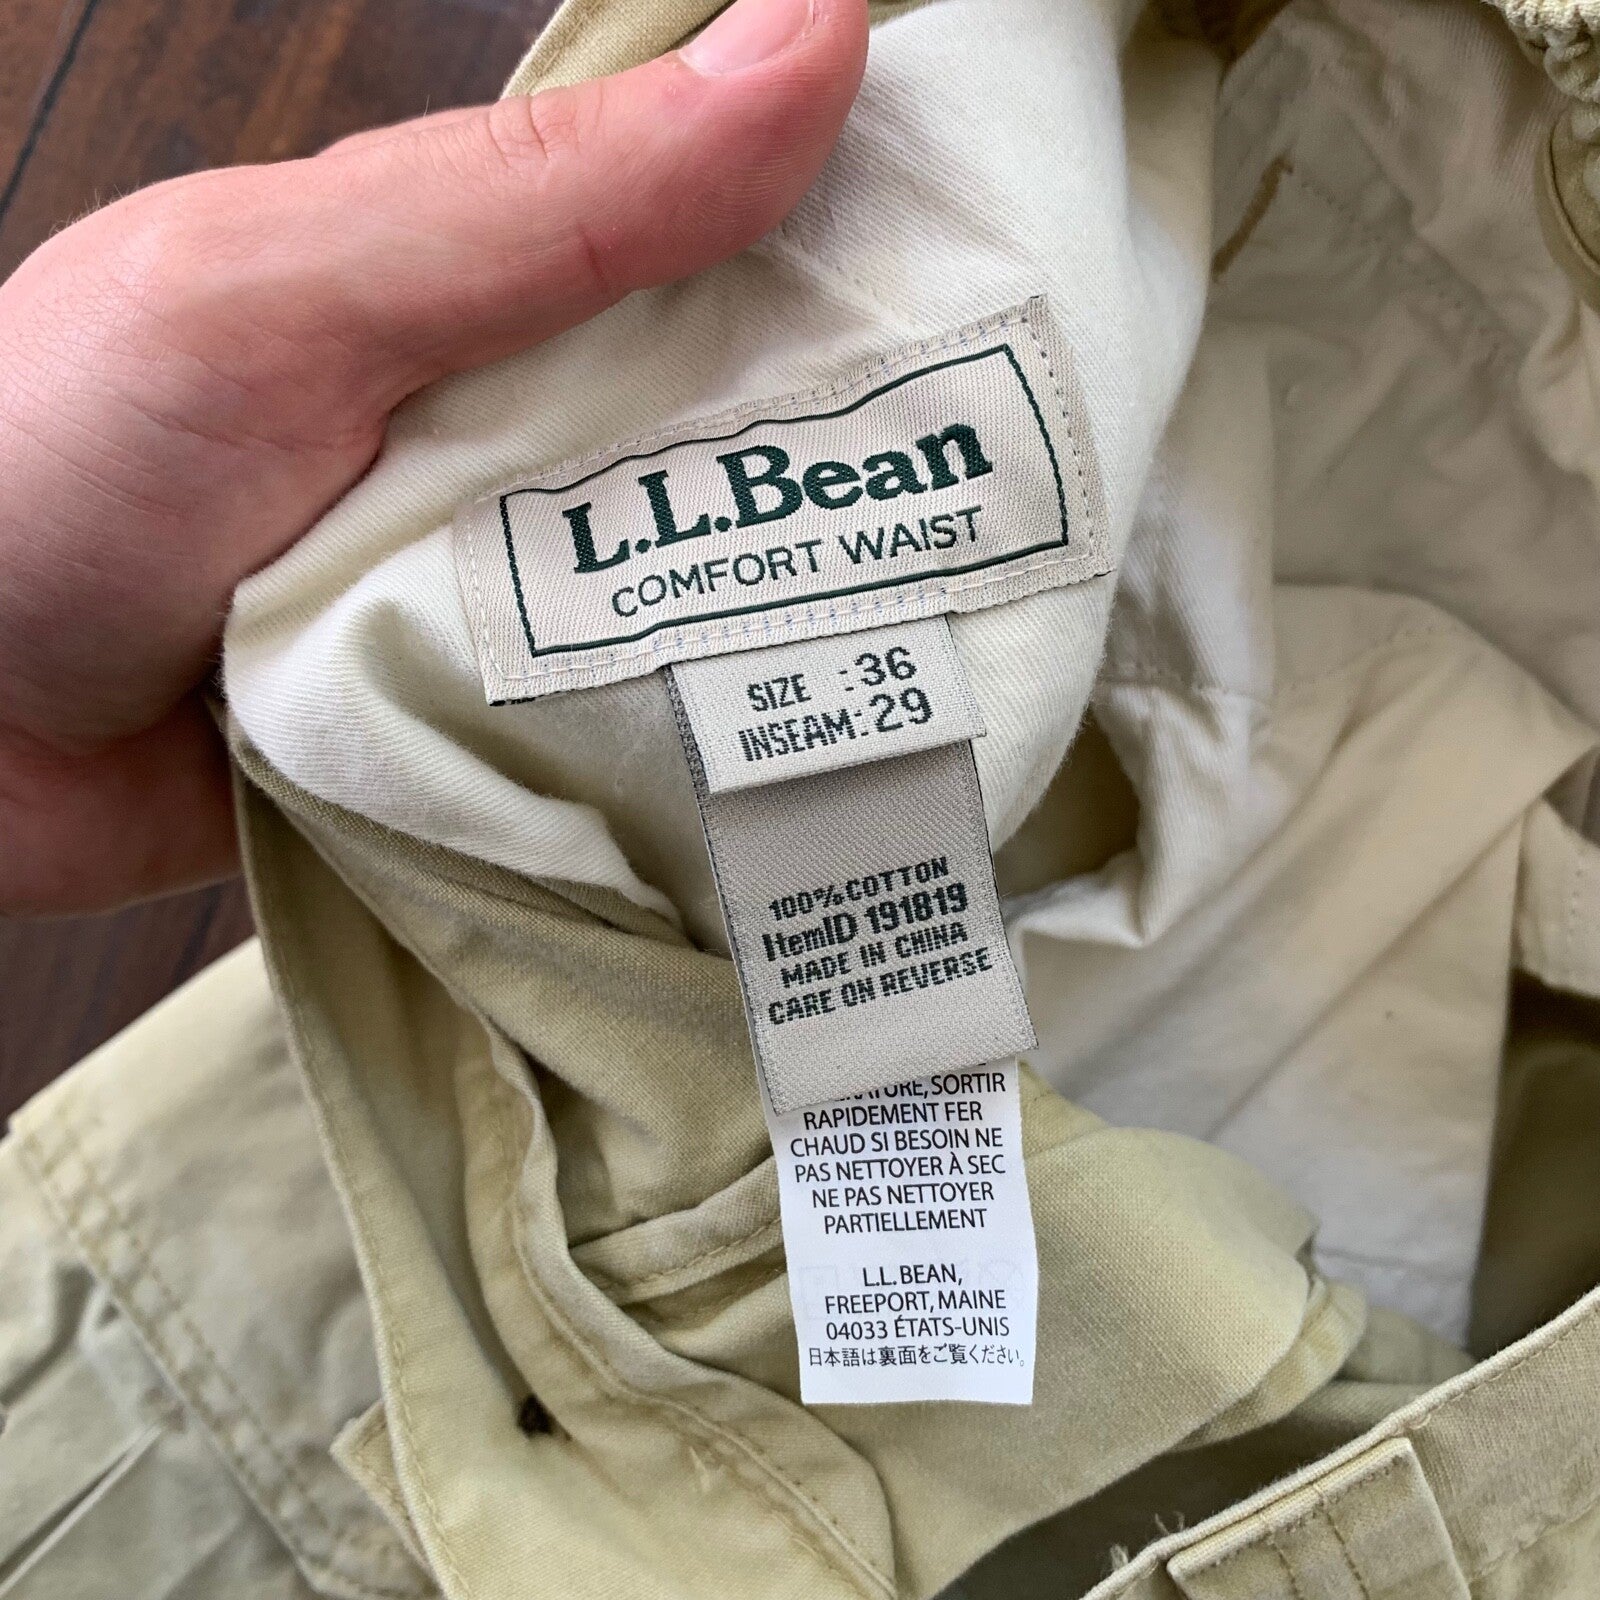 L.L.Bean
COMFORT WAIST
SIZE :36
INSEAM:29
100% COTTON
ItemID 191819
MADE IN CHINA
CARE ON REVERSE
SORTIR
RAPIDEMENT FER
CHAUD SI BESOIN NE
PAS NETTOYER À SEC
NE PAS NETTOYER
PARTIELLEMENT
L.L. BEAN,
FREEPORT, MAINE
04033 ÉTATS-UNIS
日本語は裏面をご覧ください。